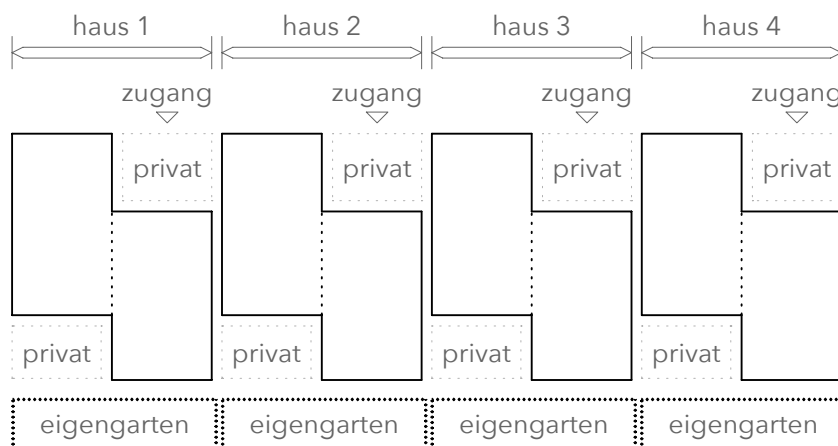 haus 1 haus 2 haus 3 haus 4
zugang zugang zugang zugang
privat privat privat privat
privat privat privat privat
eigengarten eigengarten eigengarten eigengarten